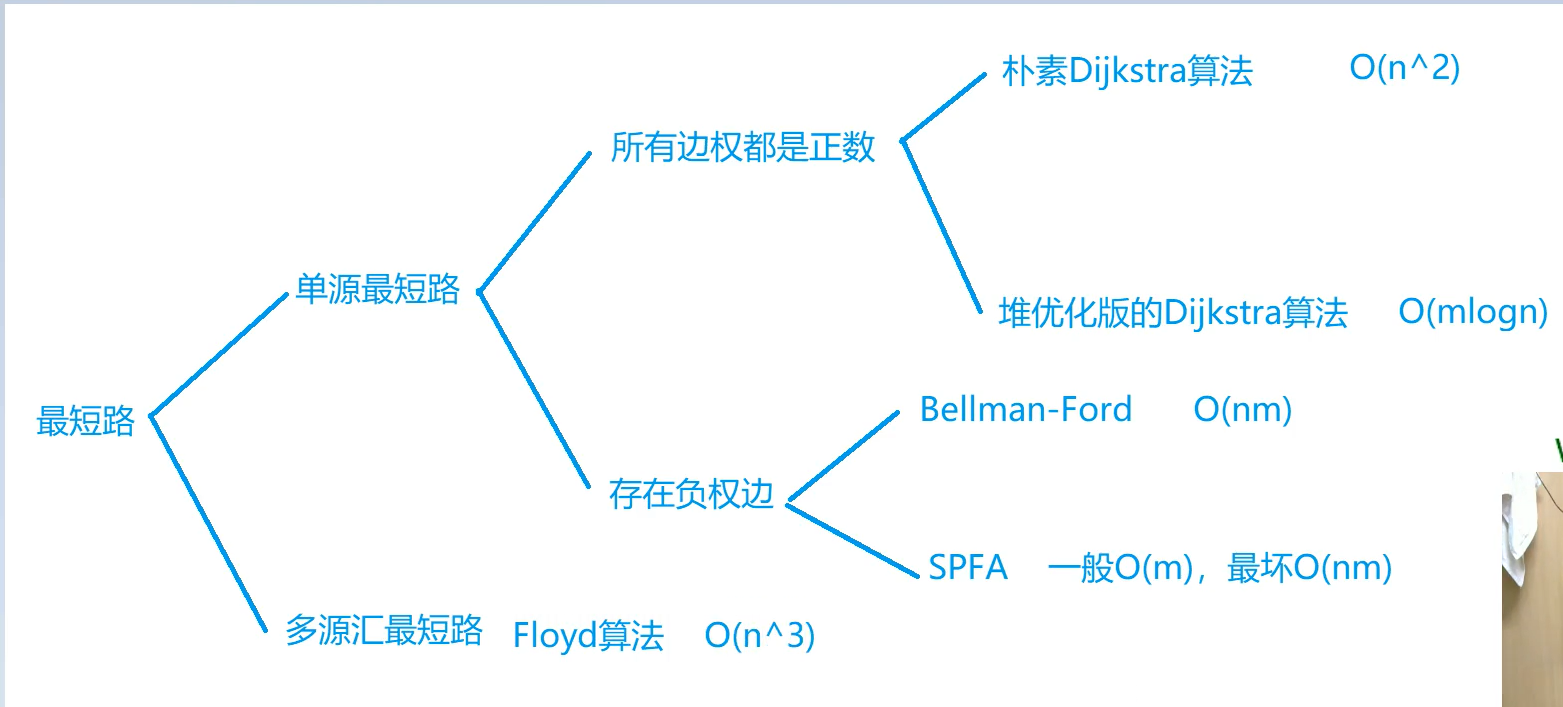 朴素Dijkstra算法 O(n^2)
所有边权都是正数
单源最短路
堆优化版的Dijkstra算法 O(mlogn)
最短路
Bellman-Ford O(nm)
存在负权边
SPFA 一般O(m)，最坏O(nm)
多源汇最短路 Floyd算法 O(n^3)